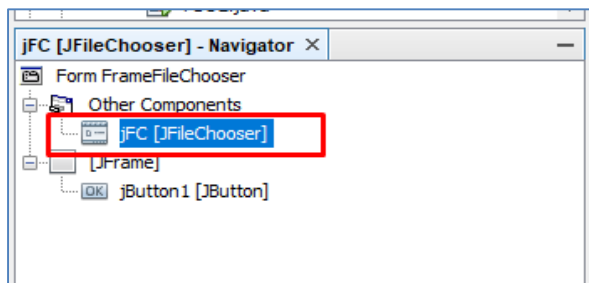 jFC [JFileChooser] - Navigator ×
Form FrameFileChooser
Other Components
jFC [JFileChooser]
[JFrame]
OK jButton1 [JButton]